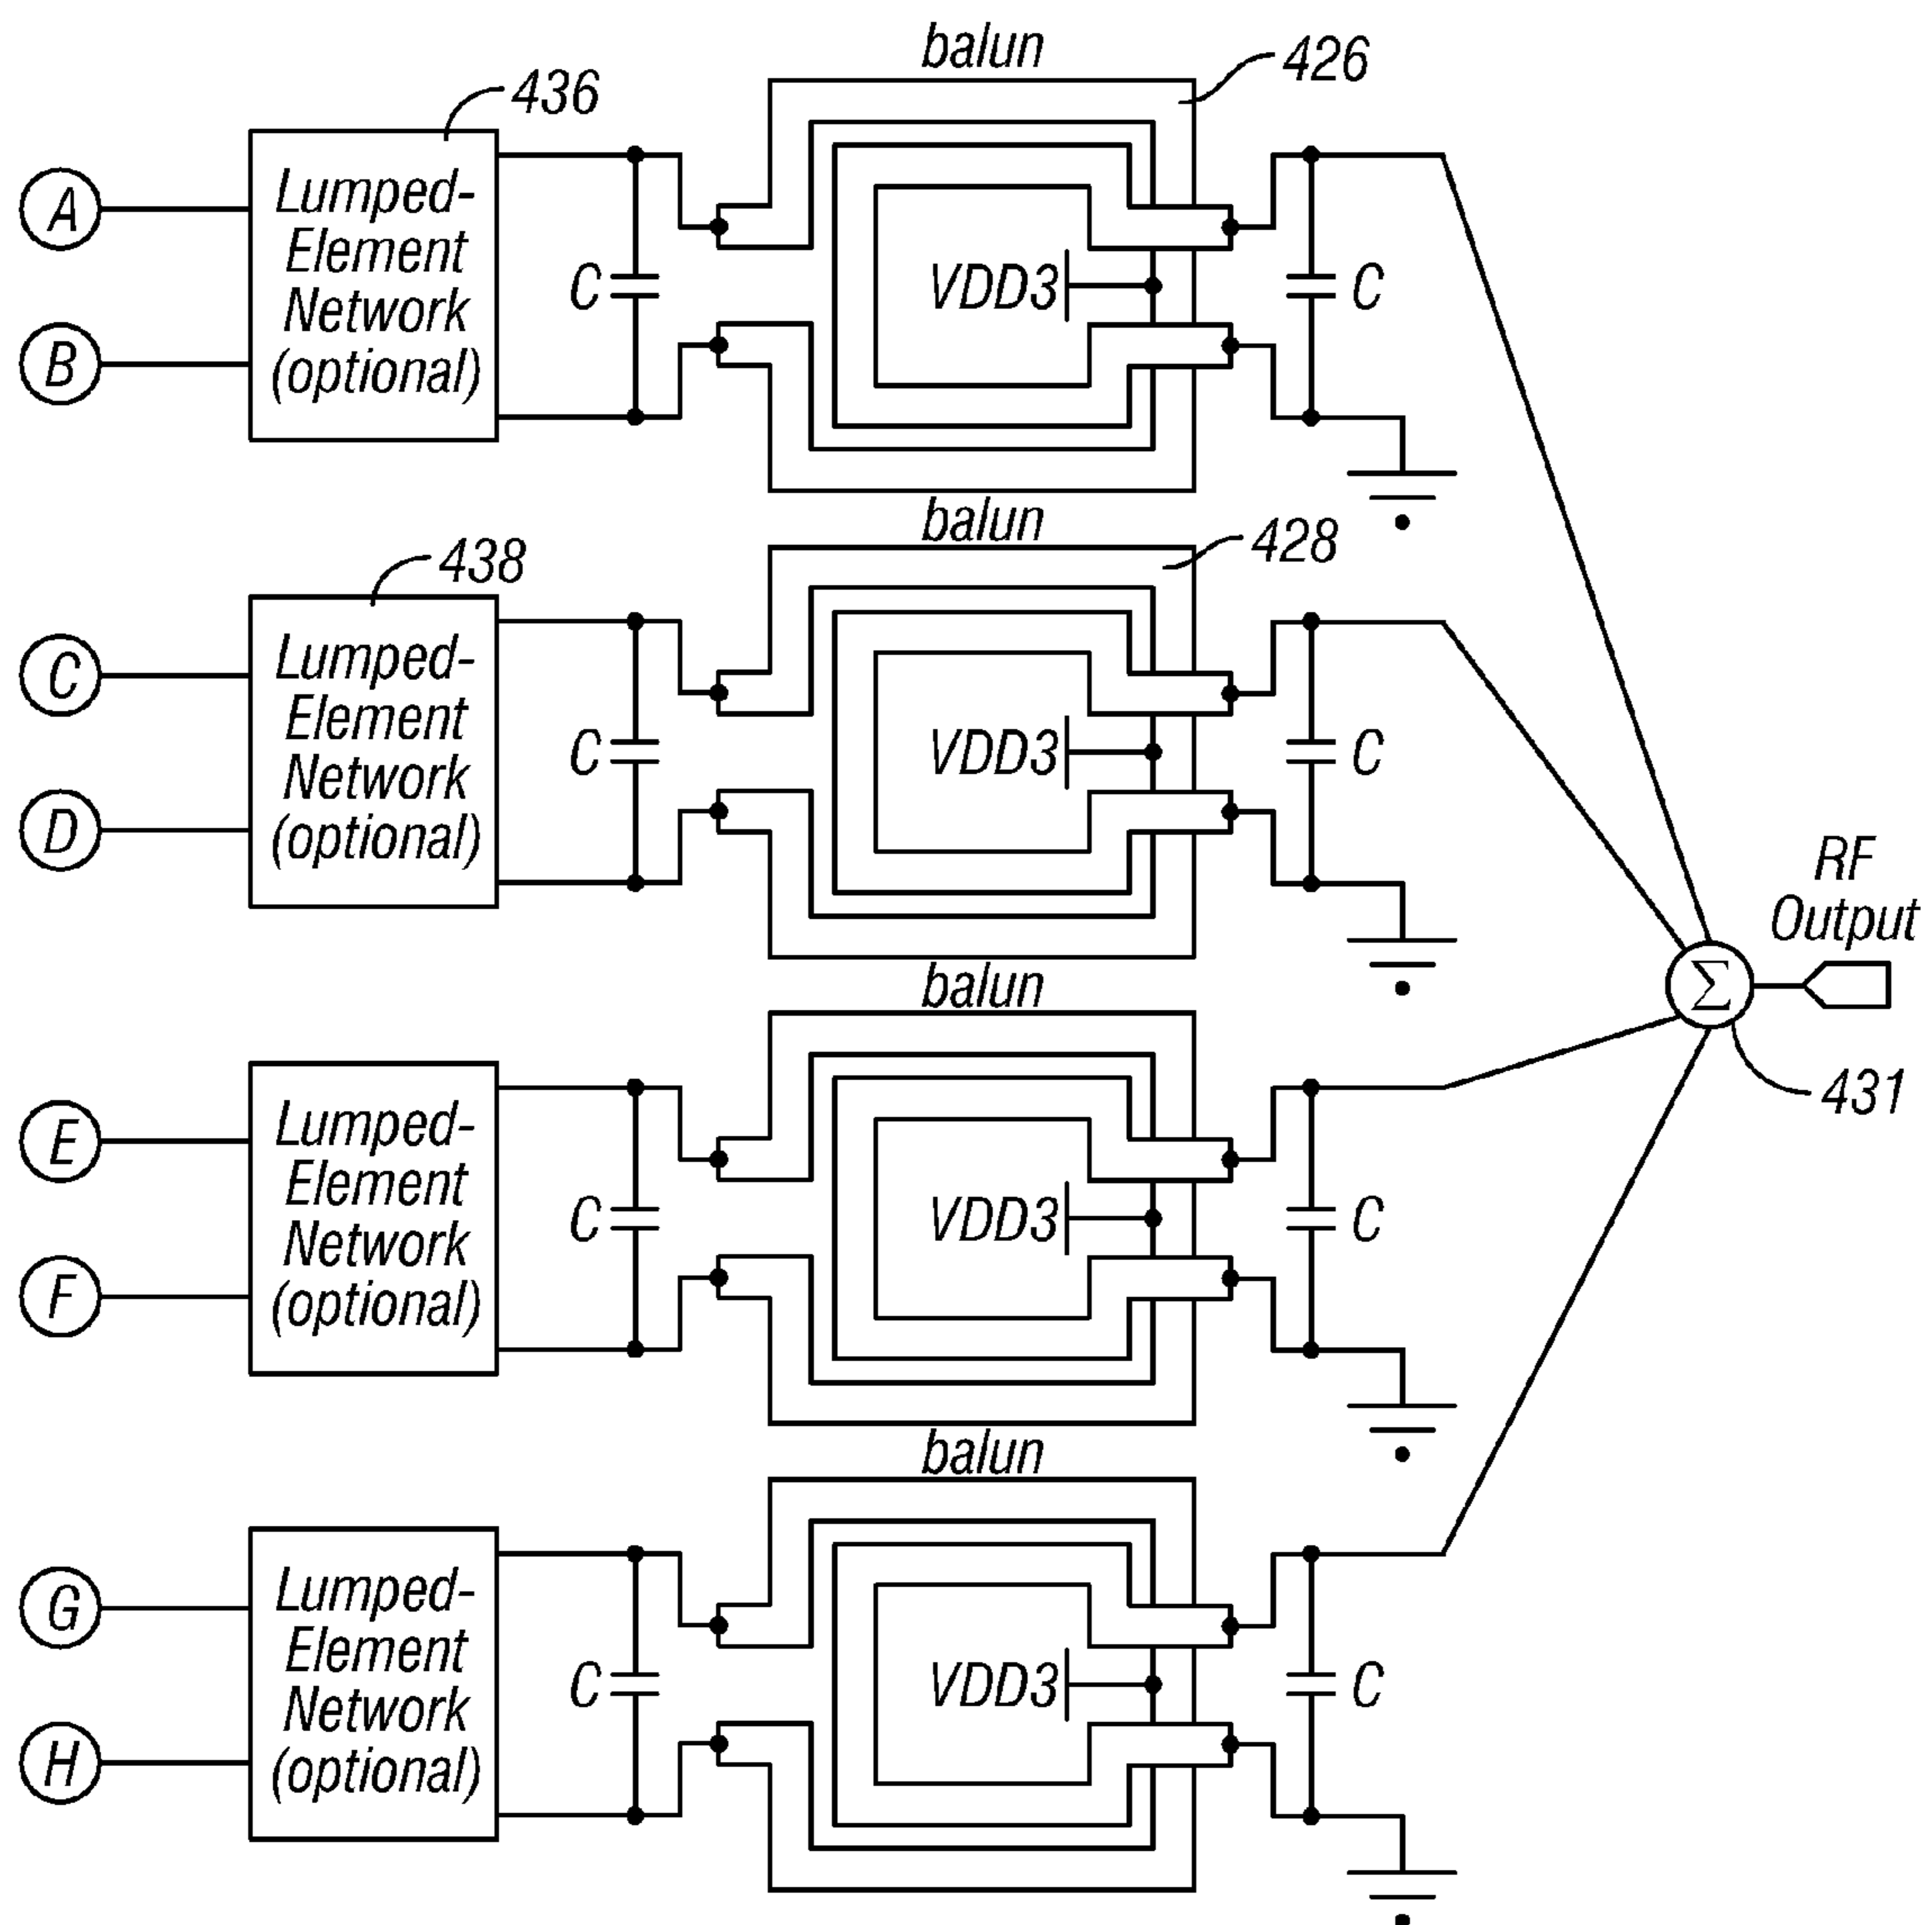 balun
426
436
A
B
Lumped-
Element
Network
(optional)
C
VDD3
C
balun
428
438
C
D
Lumped-
Element
Network
(optional)
C
VDD3
C
RF
Output
Σ
431
balun
E
F
Lumped-
Element
Network
(optional)
C
VDD3
C
balun
G
H
Lumped-
Element
Network
(optional)
C
VDD3
C